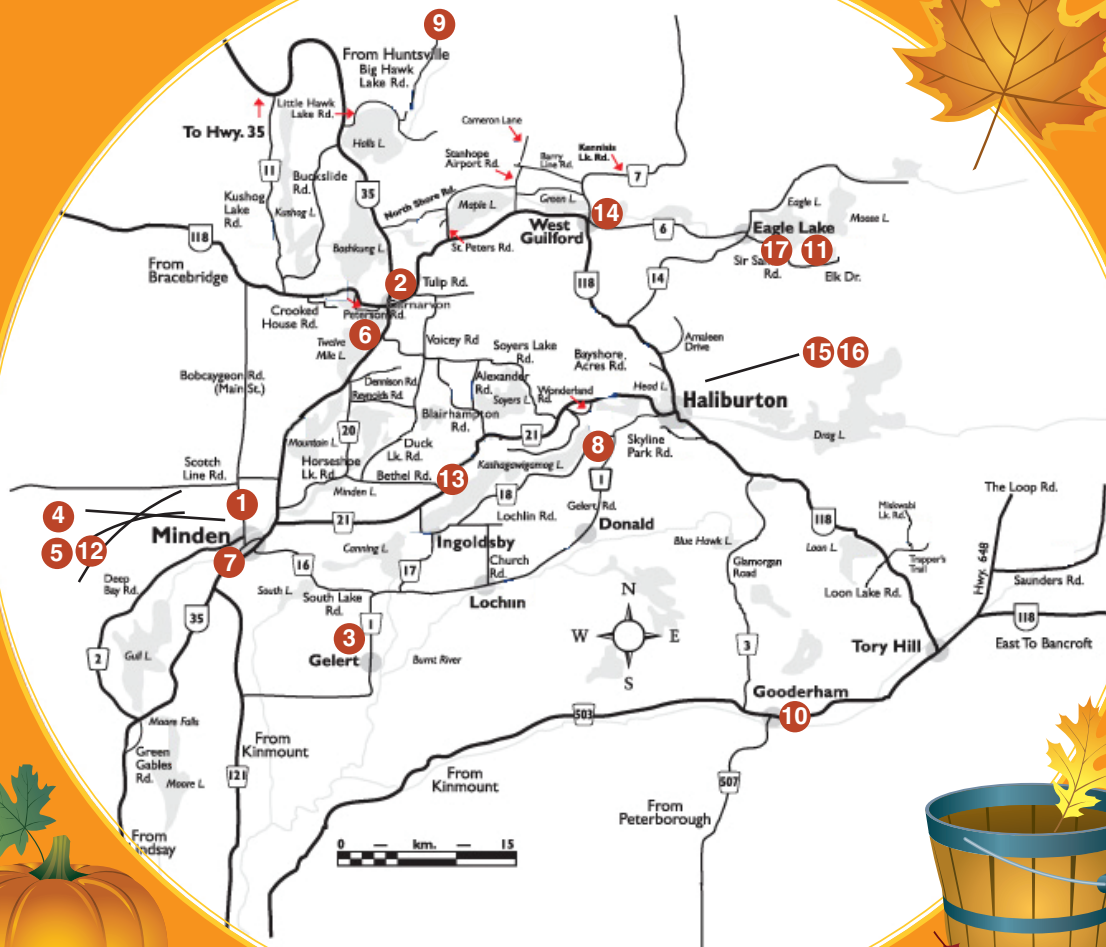 9
From Huntsville
Big Hawk
Lake Rd.
Little Hawk
Lake Rd.
To Hwy. 35
Halls L.
Cameron Lane
Stanhope
Airport Rd.
Barry
Line Rd.
Kennisis
Lk. Rd.
7
11
Buckslide
Rd.
35
Kushog
Lake
Rd.
Kushog L.
North Shore Rd.
Maple L.
Green L.
14
West
Guilford
6
Eagle L.
Moose L.
Eagle Lake
17
11
Rd.
Elk Dr.
118
From
Bracebridge
Boshkung L.
St. Peters Rd.
14
118
2
Tulip Rd.
Crooked
House Rd.
Peterson Rd.
6
Twelve
Mile L.
Voicey Rd
Soyers Lake
Rd.
Bayshore
Acres Rd.
Amaleen
Drive
15
16
Bobcaygeon Rd.
(Main St.)
Dennison Rd.
Reynolds Rd.
Alexander
Rd.
Soyers L.
Wonderland
Rd.
Head L.
Haliburton
Blairhampton
Rd.
20
Mountain L.
Duck
Lk. Rd.
21
8
Skyline
Park Rd.
Drag L.
Scotch
Line Rd.
Horseshoe
Lk. Rd.
Bethel Rd.
13
Kashagawigamog L.
1
Minden L.
18
Lochlin Rd.
Gelert Rd.
The Loop Rd.
1
4
5
12
Minden
7
21
Ingoldsby
Donald
Blue Hawk L.
118
Loon L.
Trapper's
Trail
Canning L.
16
17
Church
Rd.
Glamorgan
Road
Hwy. 648
Saunders Rd.
Deep
Bay Rd.
South L.
South Lake
Rd.
Loon Lake Rd.
35
1
3
Gelert
N
W
E
S
118
East To Bancroft
2
Gull L.
Burnt River
3
Tory Hill
Gooderham
10
503
Moore Falls
Green
Gables
Rd.
Moore L.
From
Kinmount
121
From
Kinmount
507
From
Peterborough
From
0
km.
15